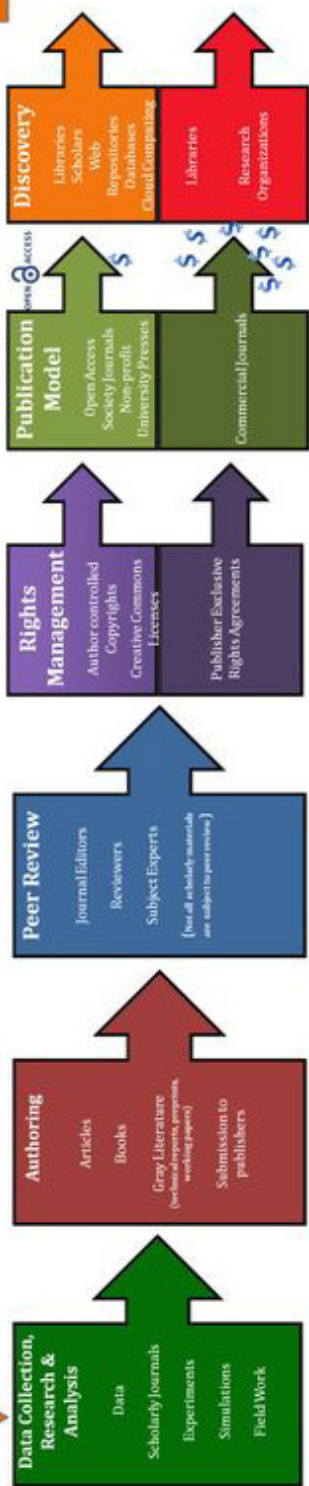 Data Collection,
Research &
Analysis
Data
Scholarly Journals
Experiments
Simulations
Field Work
Authoring
Articles
Books
Gray Literature
(technical reports, preprints,
working papers)
Submission to
publishers
Peer Review
Journal Editors
Reviewers
Subject Experts
(Not all scholarly materials
are subject to peer review)
Rights
Management
Author controlled
Copyrights
Creative Commons
Licenses
Publisher Exclusive
Rights Agreements
Publication
Model
Open Access
Society Journals
Non-profit
University Presses
OPEN ACCESS
$
Commercial Journals
$
$
$
$
$
$
$
Discovery
Libraries
Scholars
Web
Repositories
Databases
Cloud Computing
Libraries
Research
Organizations